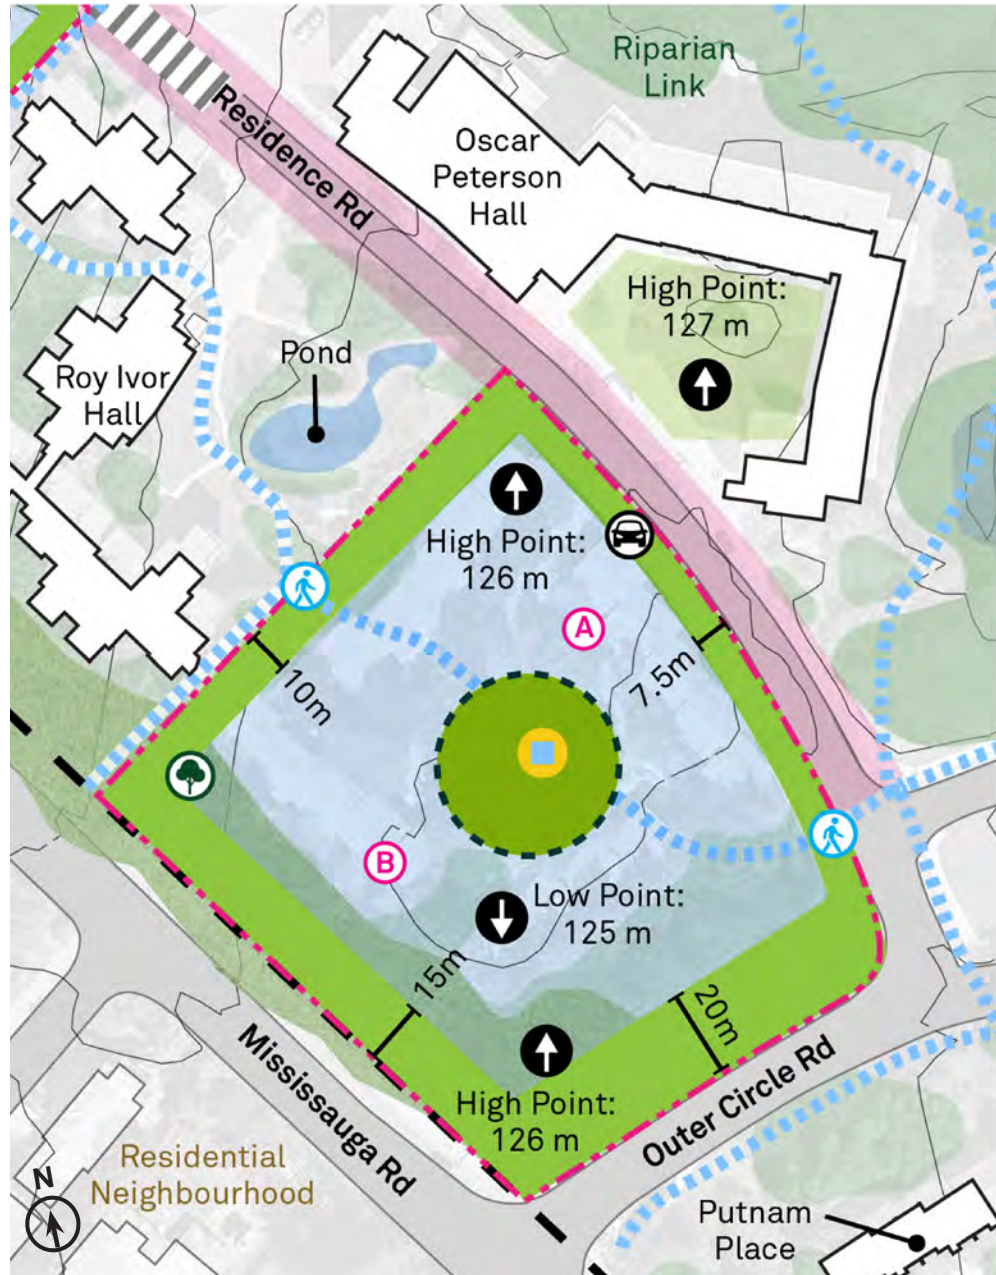 Riparian
Link
Residence Rd
Oscar
Peterson
Hall
High Point:
127 m
Pond
Roy Ivor
Hall
High Point:
126 m
A
10m
7.5m
B
Low Point:
125 m
15m
20m
High Point:
126 m
Mississauga Rd
Outer Circle Rd
Residential
Neighbourhood
N
Putnam
Place